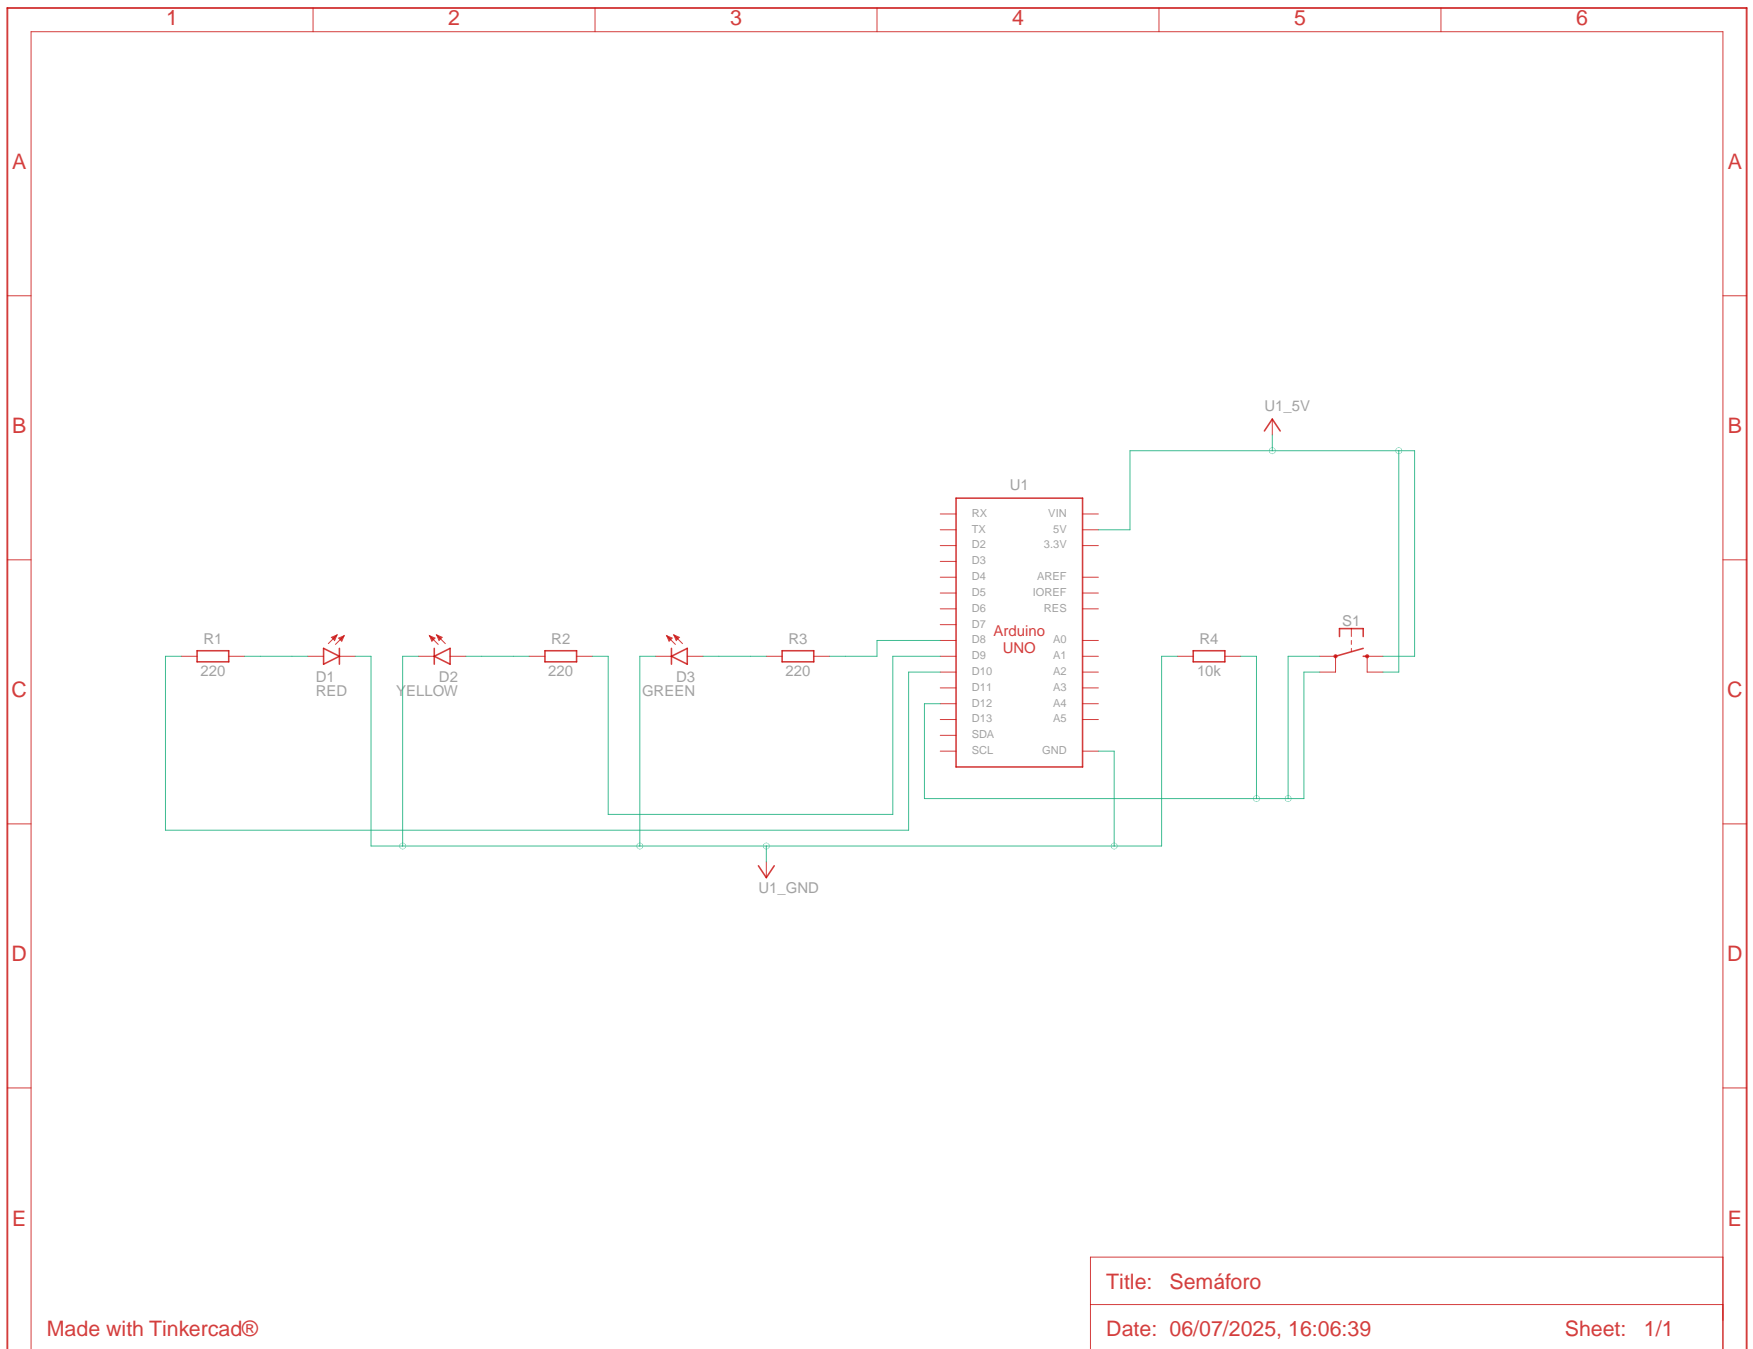 1 2 3 4 5 6
A A
B B
U1_5V
U1
RX VIN
TX 5V
D2 3.3V
D3
D4 AREF
D5 IOREF
D6 RES
D7
Arduino
UNO
D8 A0
D9 A1
D10 A2
D11 A3
D12 A4
D13 A5
SDA
SCL GND
R1
220
D1
RED
D2
YELLOW
R2
220
D3
GREEN
R3
220
R4
10k
S1
C C
U1_GND
D D
E E
Title: Semáforo
Made with Tinkercad®
Date: 06/07/2025, 16:06:39 Sheet: 1/1